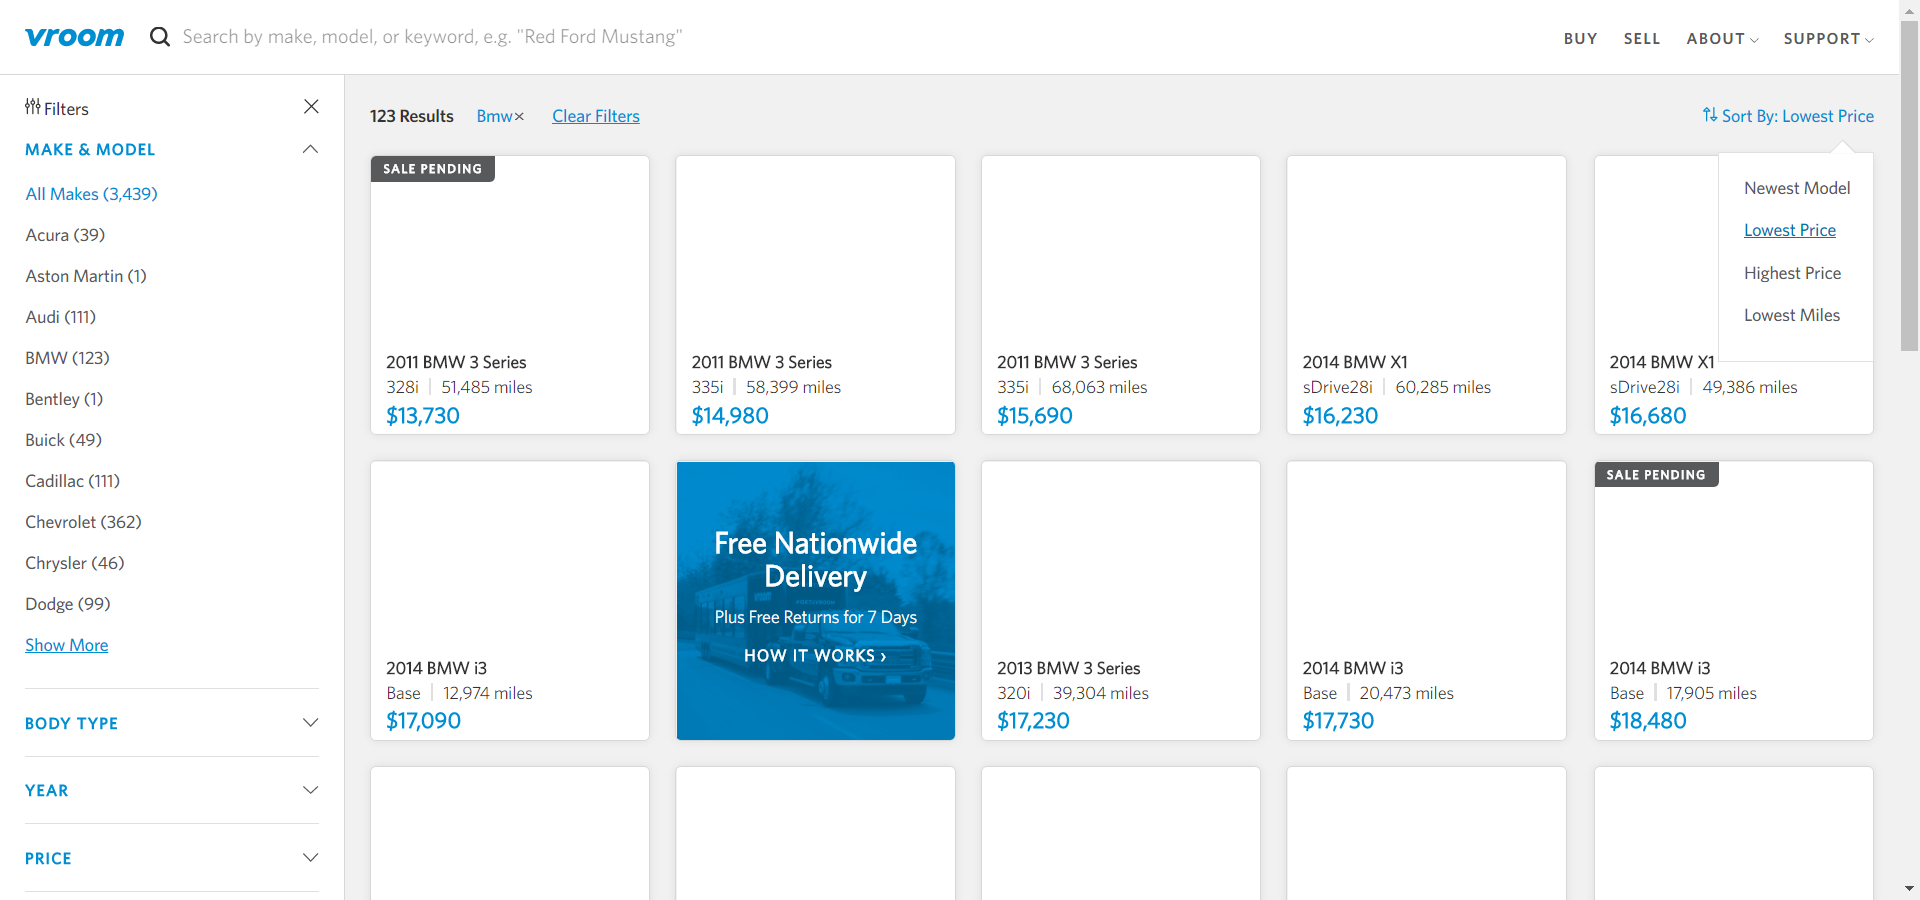 vroom
Search by make, model, or keyword, e.g. "Red Ford Mustang"
BUY SELL ABOUT SUPPORT
Filters
MAKE & MODEL
All Makes (3,439)
Acura (39)
Aston Martin (1)
Audi (111)
BMW (123)
Bentley (1)
Buick (49)
Cadillac (111)
Chevrolet (362)
Chrysler (46)
Dodge (99)
Show More
BODY TYPE
YEAR
PRICE
123 Results Bmw× Clear Filters
Sort By: Lowest Price
Newest Model
Lowest Price
Highest Price
Lowest Miles
SALE PENDING
2011 BMW 3 Series
328i 51,485 miles
$13,730
2011 BMW 3 Series
335i 58,399 miles
$14,980
2011 BMW 3 Series
335i 68,063 miles
$15,690
2014 BMW X1
sDrive28i 60,285 miles
$16,230
2014 BMW X1
sDrive28i 49,386 miles
$16,680
2014 BMW i3
Base 12,974 miles
$17,090
Free Nationwide
Delivery
Plus Free Returns for 7 Days
HOW IT WORKS ›
2013 BMW 3 Series
320i 39,304 miles
$17,230
2014 BMW i3
Base 20,473 miles
$17,730
SALE PENDING
2014 BMW i3
Base 17,905 miles
$18,480